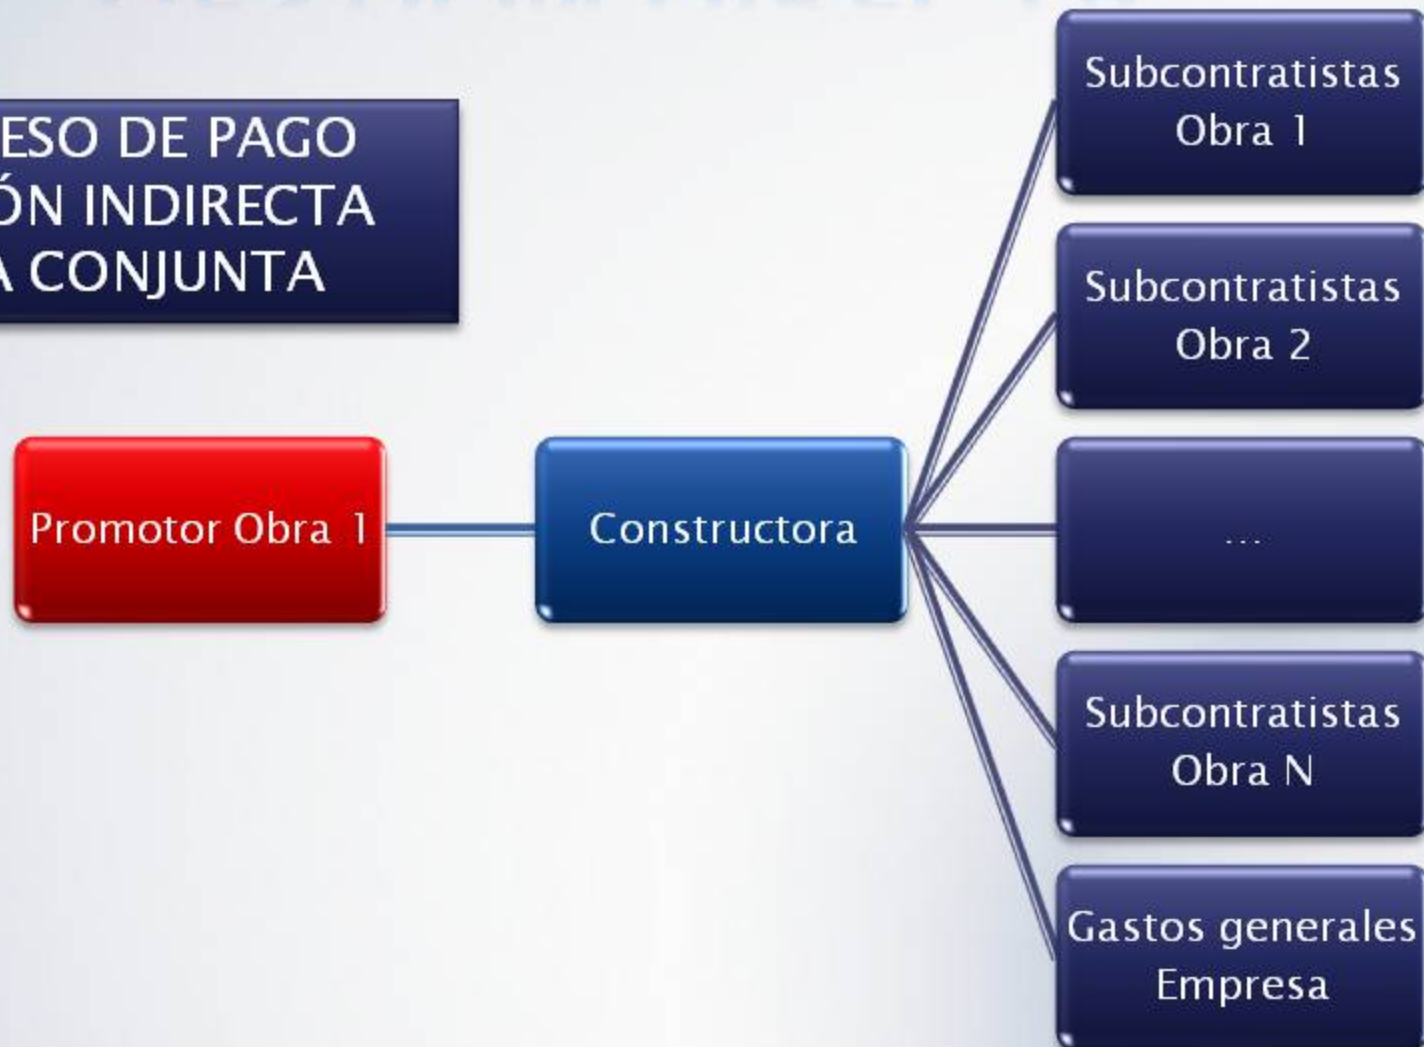 ESO DE PAGO
ÓN INDIRECTA
A CONJUNTA
Subcontratistas
Obra 1
Subcontratistas
Obra 2
Promotor Obra 1
Constructora
...
Subcontratistas
Obra N
Gastos generales
Empresa